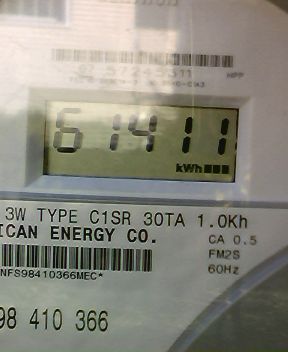 HPP
61411
kWh
3W TYPE C1SR 30TA 1.0Kh
ICAN ENERGY CO.
CA 0.5
FM2S
60Hz
NFS98410366MEC*
98 410 366